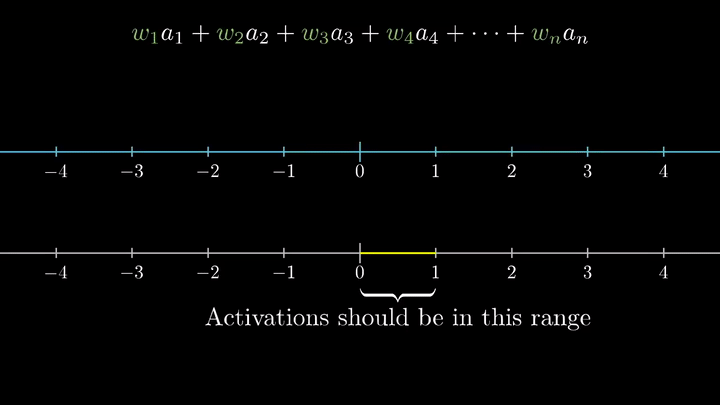 w₁a₁ + w₂a₂ + w₃a₃ + w₄a₄ + ⋯ + wₙaₙ
−4 −3 −2 −1 0 1 2 3 4
−4 −3 −2 −1 0 1 2 3 4
Activations should be in this range